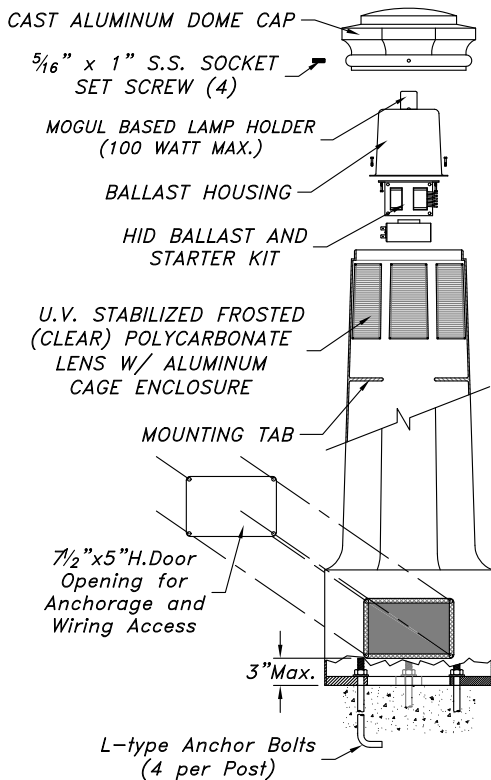 CAST ALUMINUM DOME CAP
5/16" x 1" S.S. SOCKET
SET SCREW (4)
MOGUL BASED LAMP HOLDER
(100 WATT MAX.)
BALLAST HOUSING
HID BALLAST AND
STARTER KIT
U.V. STABILIZED FROSTED
(CLEAR) POLYCARBONATE
LENS W/ ALUMINUM
CAGE ENCLOSURE
MOUNTING TAB
7 1/2"x5"H.Door
Opening for
Anchorage and
Wiring Access
3"Max.
L-type Anchor Bolts
(4 per Post)